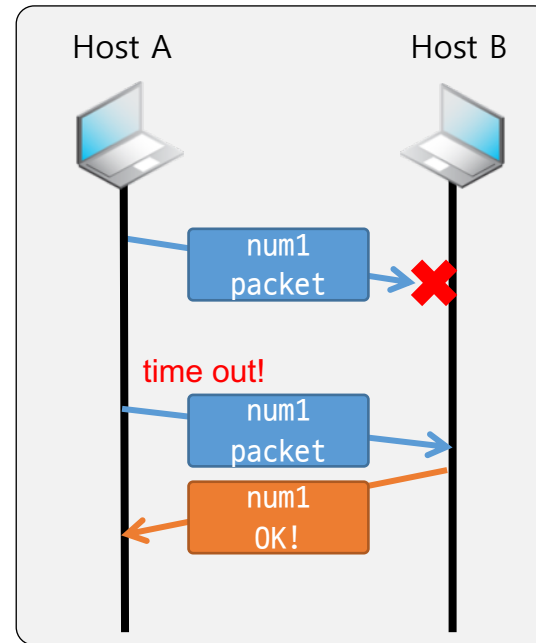 Host A
Host B
num1
packet
time out!
num1
packet
num1
OK!